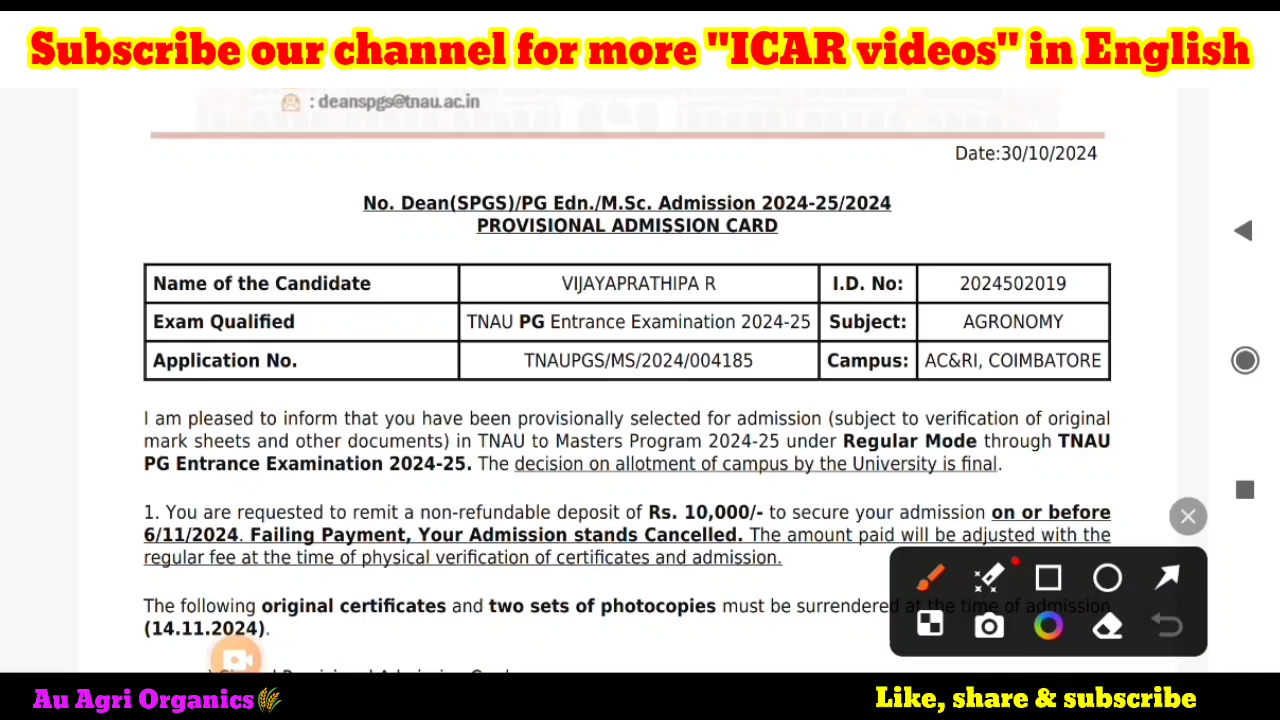 Subscribe our channel for more "ICAR videos" in English
: deanspgs@tnau.ac.in
Date:30/10/2024
No. Dean(SPGS)/PG Edn./M.Sc. Admission 2024-25/2024
PROVISIONAL ADMISSION CARD
Name of the Candidate VIJAYAPRATHIPA R I.D. No: 2024502019
Exam Qualified TNAU PG Entrance Examination 2024-25 Subject: AGRONOMY
Application No. TNAUPGS/MS/2024/004185 Campus: AC&RI, COIMBATORE
I am pleased to inform that you have been provisionally selected for admission (subject to verification of original
mark sheets and other documents) in TNAU to Masters Program 2024-25 under Regular Mode through TNAU
PG Entrance Examination 2024-25. The decision on allotment of campus by the University is final.
1. You are requested to remit a non-refundable deposit of Rs. 10,000/- to secure your admission on or before
6/11/2024. Failing Payment, Your Admission stands Cancelled. The amount paid will be adjusted with the
regular fee at the time of physical verification of certificates and admission.
The following original certificates and two sets of photocopies must be surrendered at the time of admission
(14.11.2024).
Au Agri Organics
Like, share & subscribe